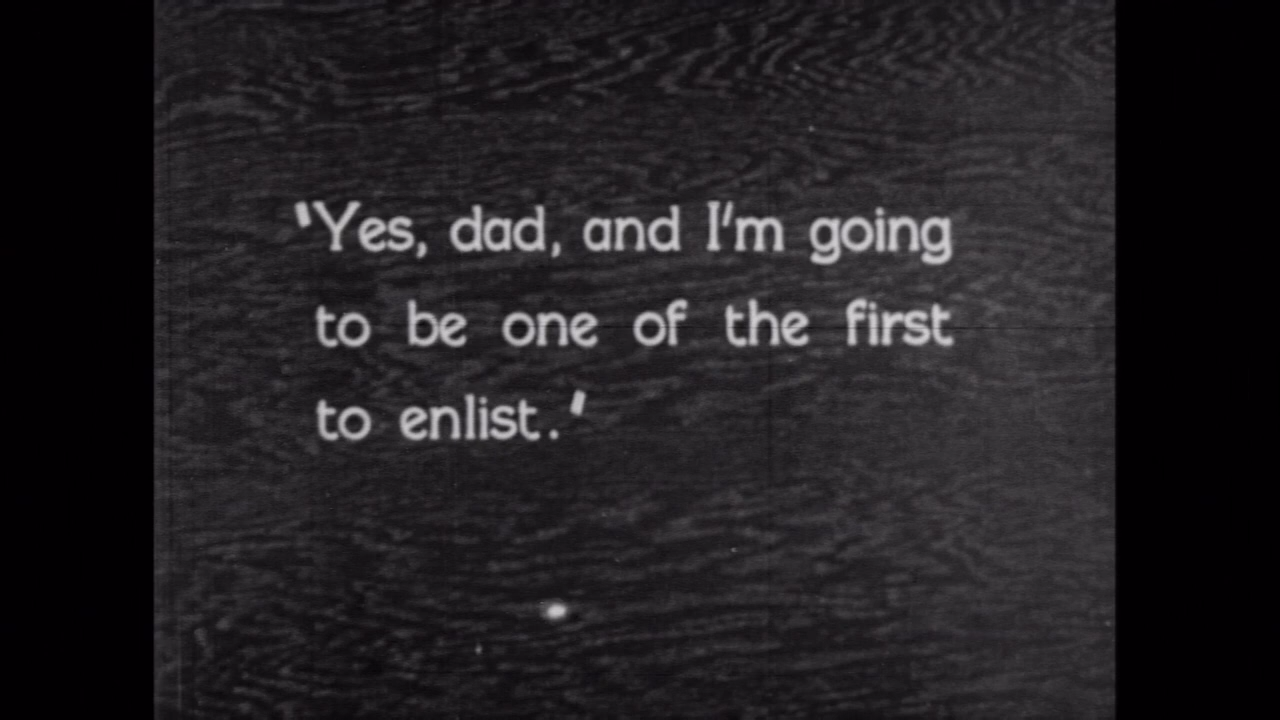 'Yes, dad, and I'm going
to be one of the first
to enlist.'